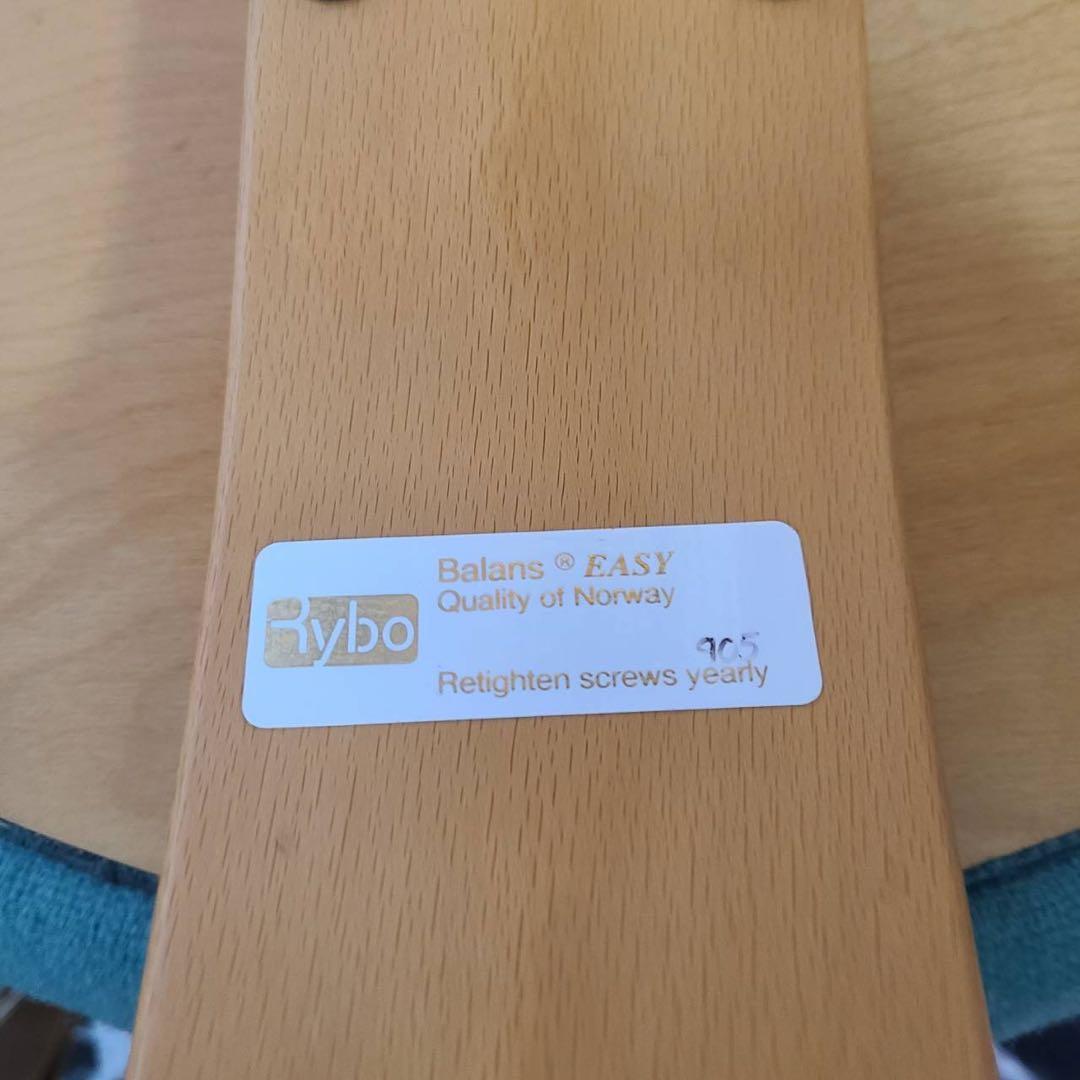 Rybo
Balans ® EASY
Quality of Norway
905
Retighten screws yearly